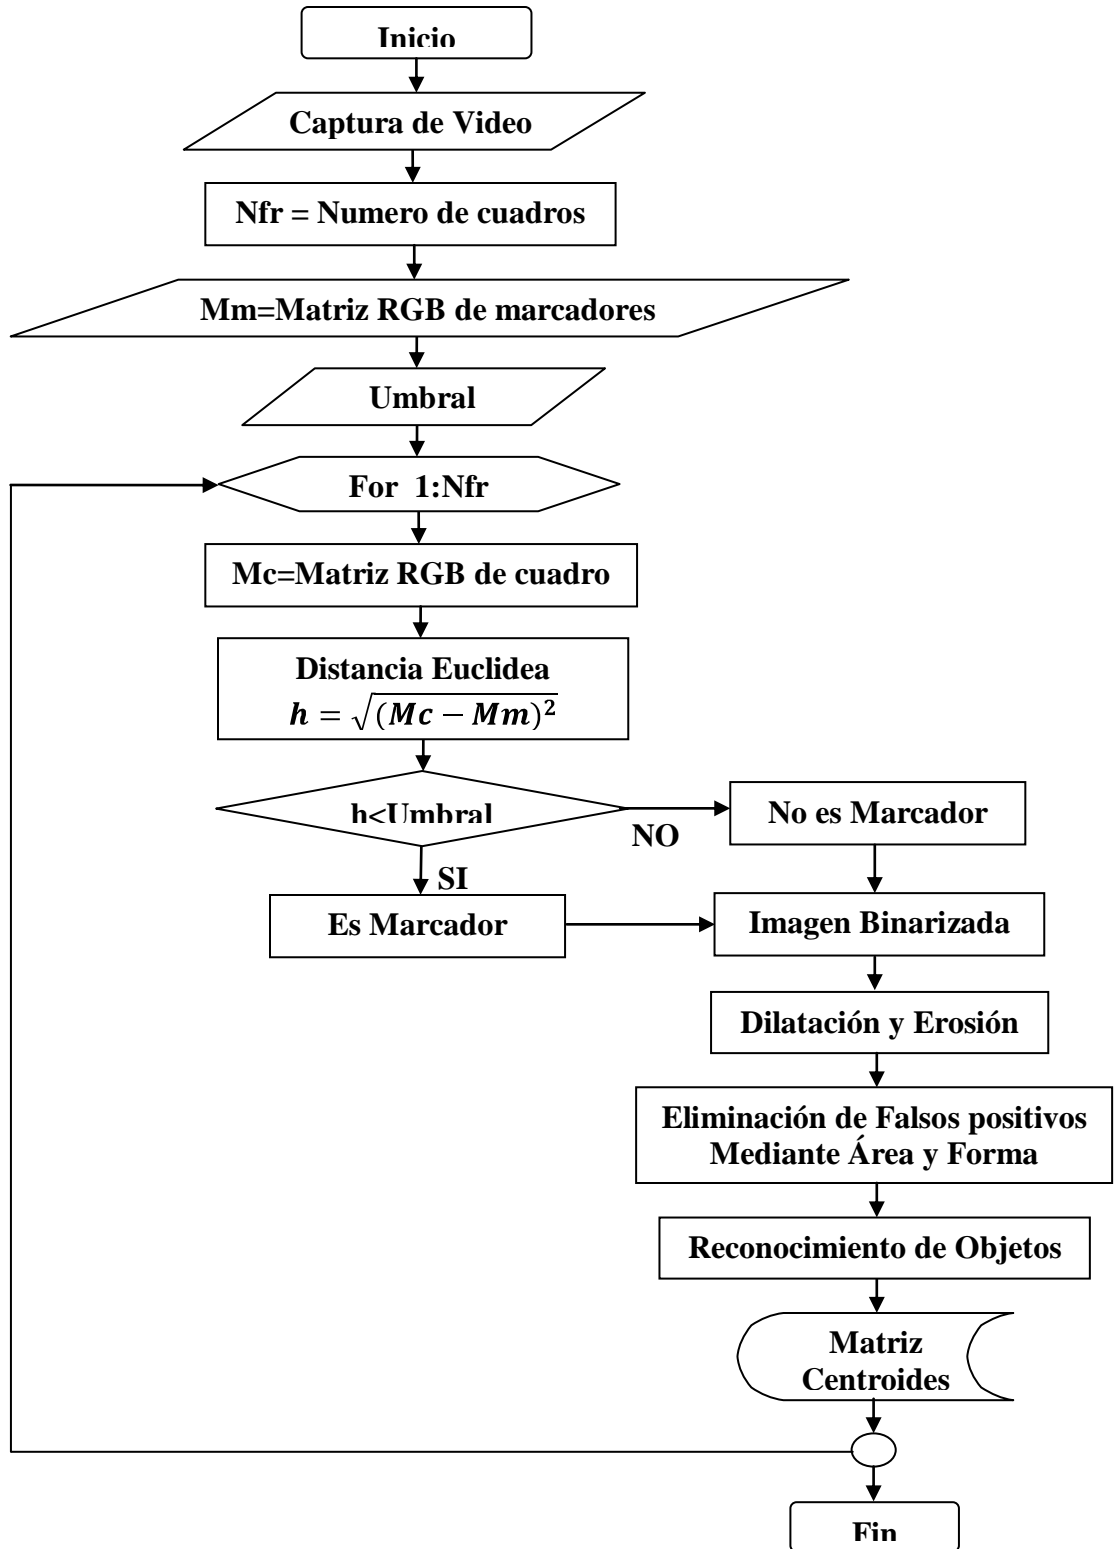 Inicio
Captura de Video
Nfr = Numero de cuadros
Mm=Matriz RGB de marcadores
Umbral
For 1:Nfr
Mc=Matriz RGB de cuadro
Distancia Euclidea
h = √(Mc − Mm)²
h<Umbral
NO
No es Marcador
SI
Es Marcador
Imagen Binarizada
Dilatación y Erosión
Eliminación de Falsos positivos
Mediante Área y Forma
Reconocimiento de Objetos
Matriz
Centroides
Fin